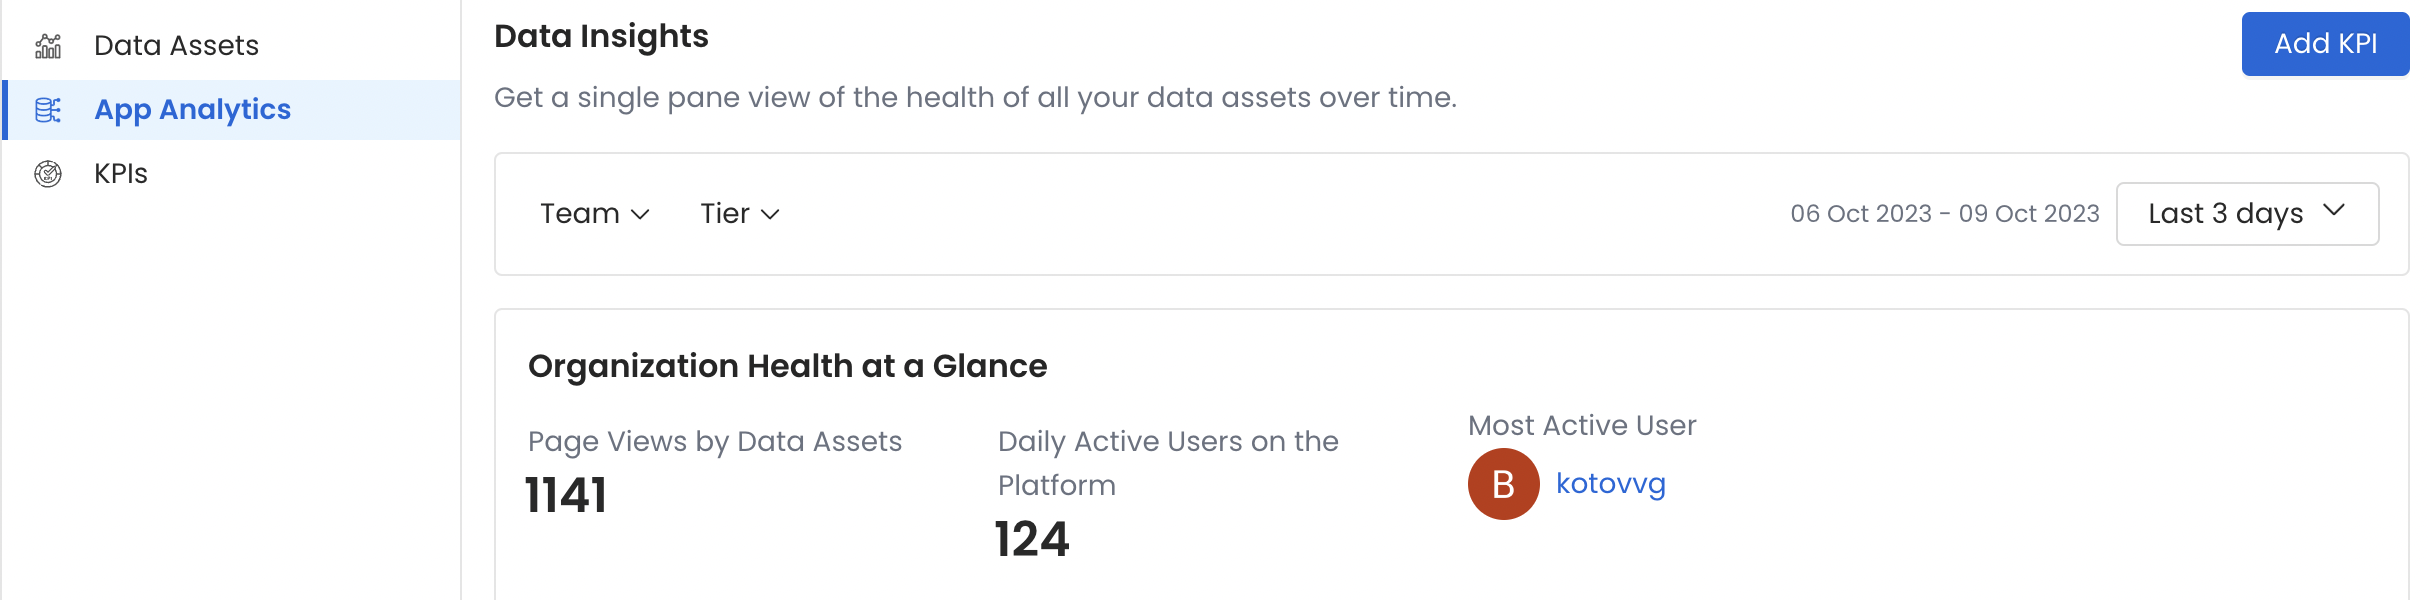 Data Assets
App Analytics
KPIs
Data Insights
Add KPI
Get a single pane view of the health of all your data assets over time.
Team
Tier
06 Oct 2023 - 09 Oct 2023
Last 3 days
Organization Health at a Glance
Page Views by Data Assets
1141
Daily Active Users on the
Platform
124
Most Active User
B
kotovvg